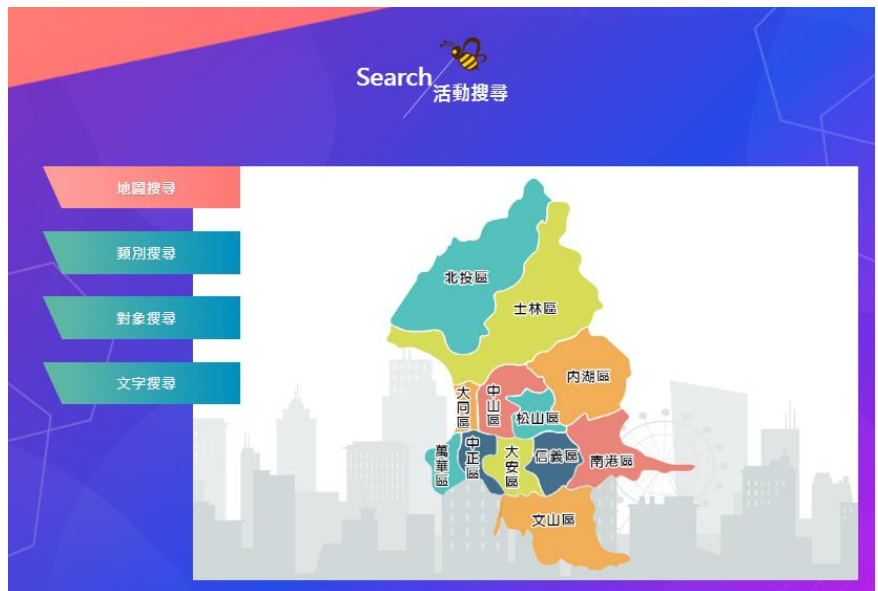 Search
活動搜尋
地圖搜尋
類別搜尋
對象搜尋
文字搜尋
北投區
士林區
內湖區
大同區
中山區
松山區
萬華區
中正區
大安區
信義區
南港區
文山區